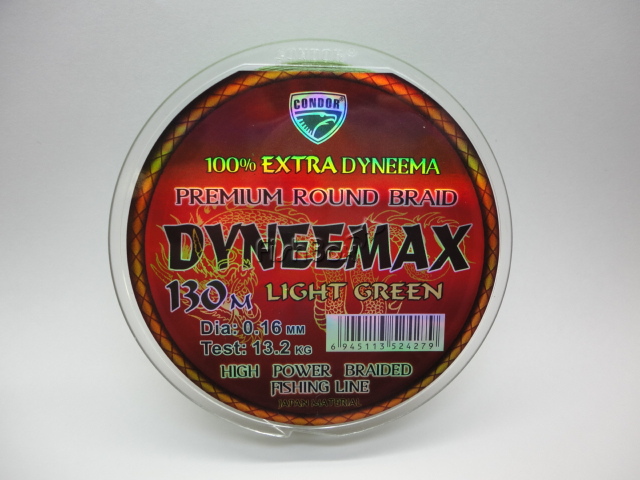 CONDOR
100% EXTRA DYNEEMA
PREMIUM ROUND BRAID
DYNEEMAX
130 M LIGHT GREEN
Dia: 0.16 MM
Test: 13.2 KG
6 945113 524279
HIGH POWER BRAIDED
FISHING LINE
JAPAN MATERIAL